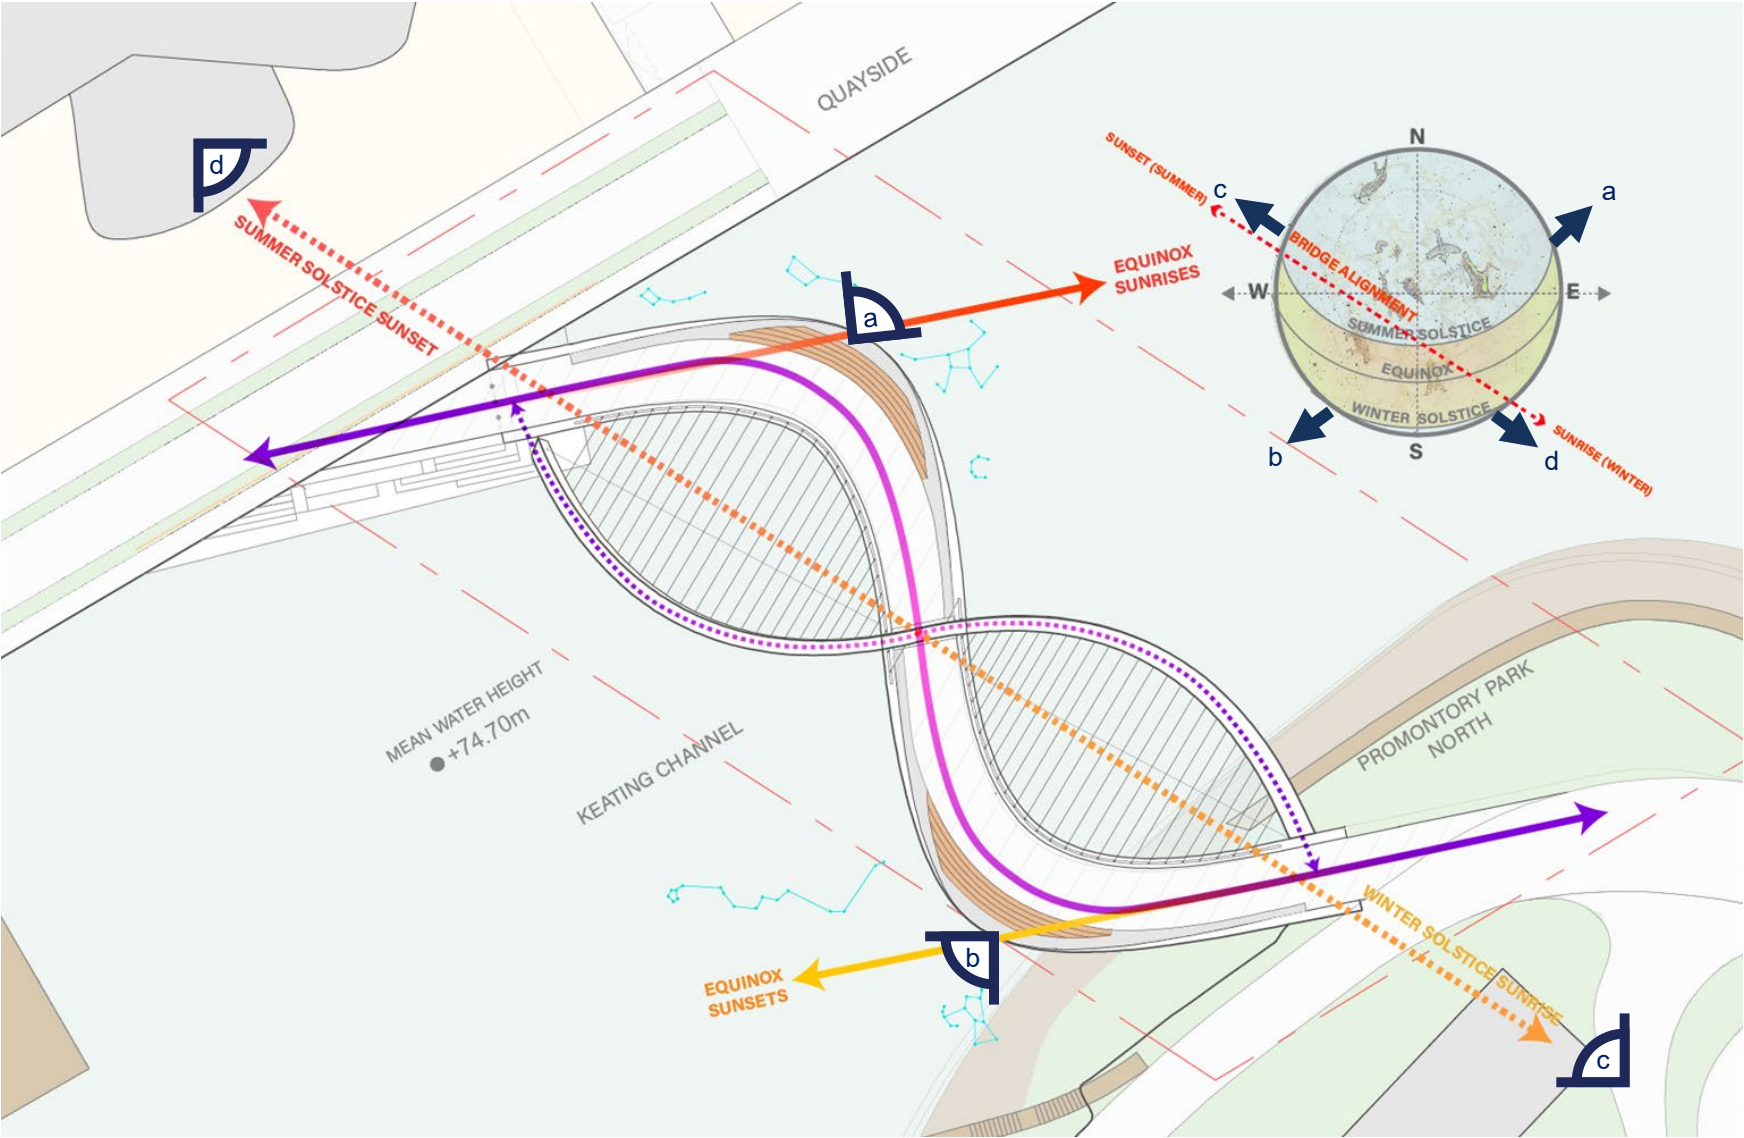 QUAYSIDE
d
SUMMER SOLSTICE SUNSET
a
EQUINOX
SUNRISES
N
SUNSET (SUMMER)
c
a
BRIDGE ALIGNMENT
W
E
SUMMER SOLSTICE
EQUINOX
WINTER SOLSTICE
b
S
d
SUNRISE (WINTER)
MEAN WATER HEIGHT
+74.70m
KEATING CHANNEL
PROMONTORY PARK
NORTH
WINTER SOLSTICE SUNRISE
b
EQUINOX
SUNSETS
c